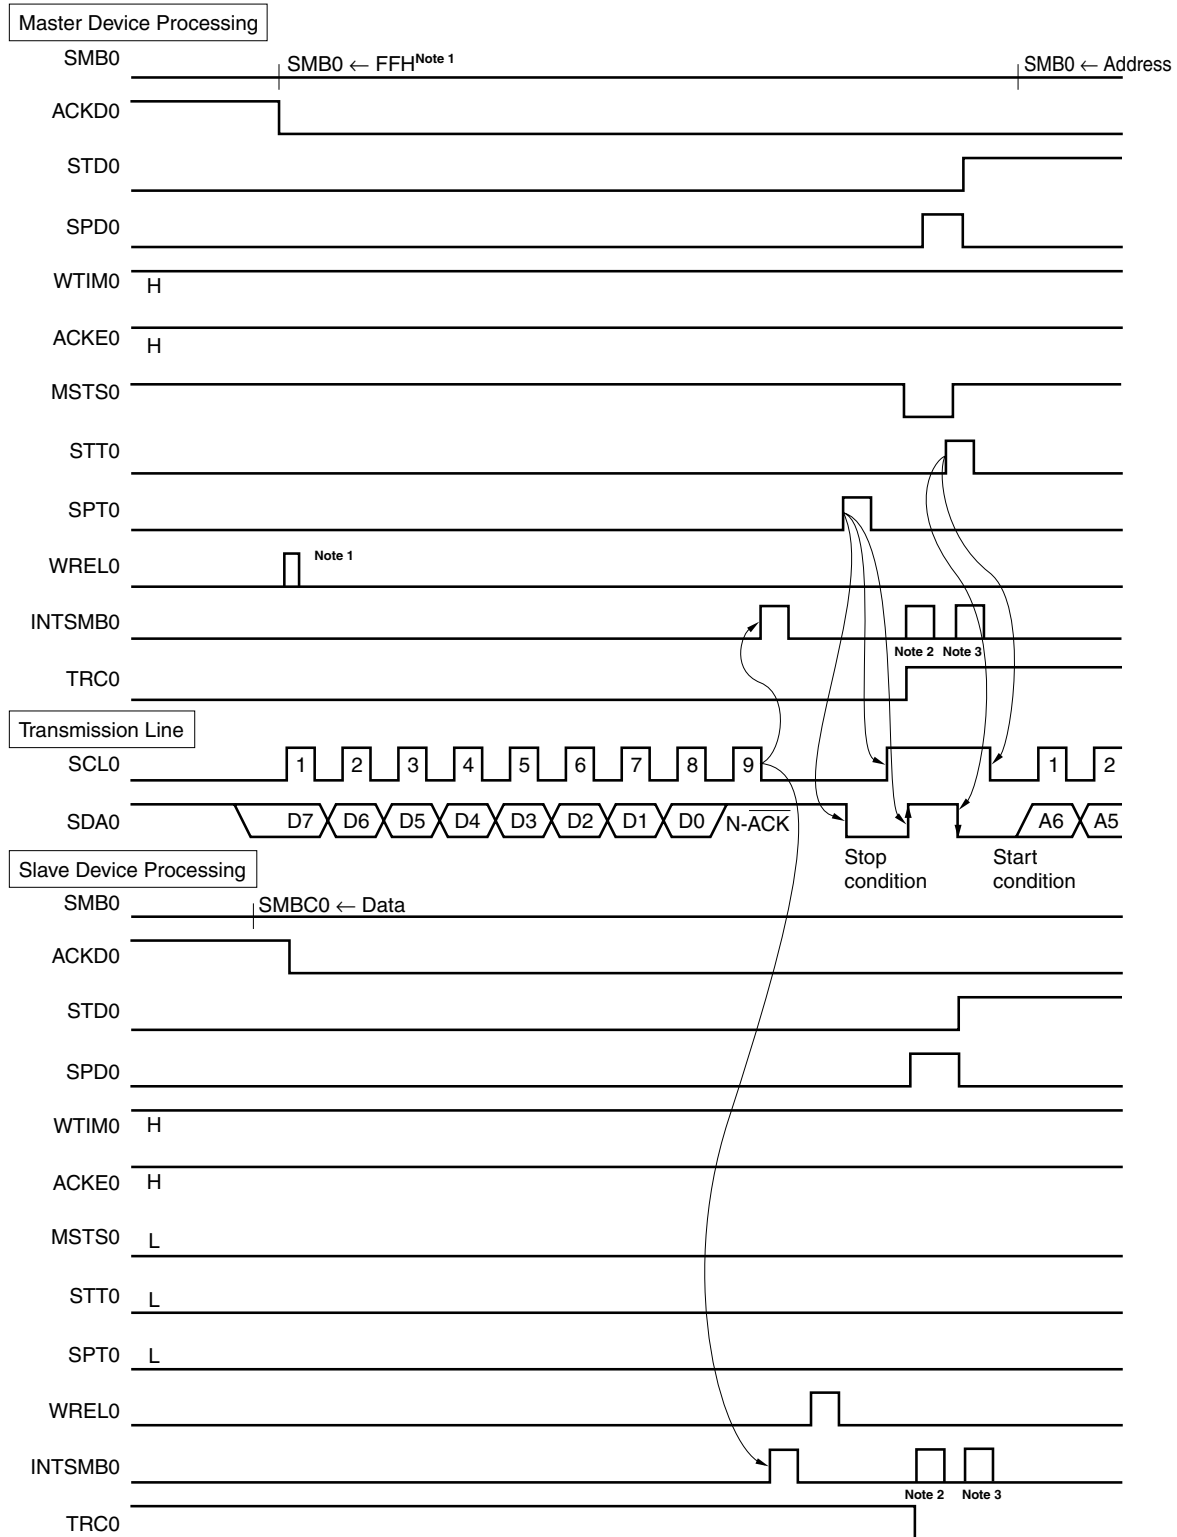 Master Device Processing
SMB0
SMB0 ← FFH Note 1
SMB0 ← Address
ACKD0
STD0
SPD0
WTIM0
H
ACKE0
H
MSTS0
STT0
SPT0
WREL0
Note 1
INTSMB0
Note 2 Note 3
TRC0
Transmission Line
SCL0
1 2 3 4 5 6 7 8 9 1 2
SDA0
D7 D6 D5 D4 D3 D2 D1 D0 N-ACK A6 A5
Stop
condition
Start
condition
Slave Device Processing
SMB0
SMBC0 ← Data
ACKD0
STD0
SPD0
WTIM0
H
ACKE0
H
MSTS0
L
STT0
L
SPT0
L
WREL0
INTSMB0
Note 2 Note 3
TRC0